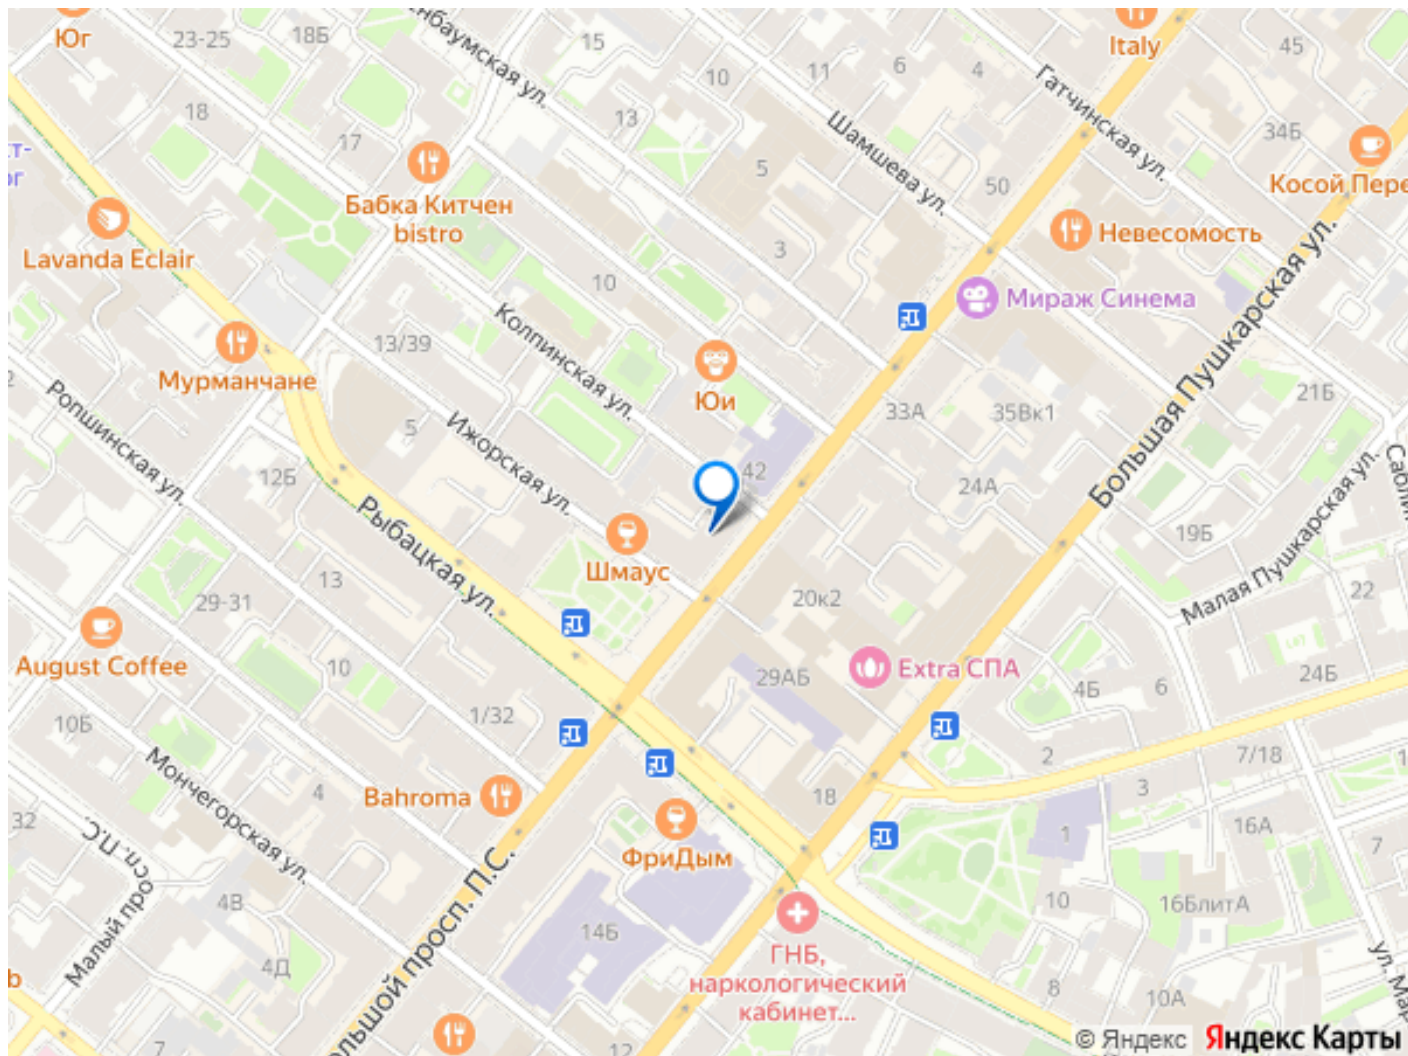 Юг
23-25
18Б
15
10
11
6
4
Italy
45
Гатчинская ул.
18
17
13
5
Шамшева ул.
50
34Б
Косой Пере
Бабка Китчен
bistro
Lavanda Eclair
3
Невесомость
10
Мираж Синема
13/39
Колпинская ул.
Мурманчане
Юи
33А
35Вк1
21Б
Большая Пушкарская ул.
Ропшинская ул.
5
Ижорская ул.
12Б
42
24А
Рыбацкая ул.
19Б
Малая Пушкарская ул.
Шмаус
13
29-31
20к2
22
August Coffee
10
29АБ
Extra СПА
4Б
6
24Б
10Б
1/32
2
7/18
Мончегорская ул.
4
Bahroma
18
3
32
Малый просп. П.С.
ФриДым
1
16А
7
4В
14Б
10
16БлитА
4Д
ГНБ,
наркологический
кабинет...
8
10А
7
12
© Яндекс
Яндекс Карты